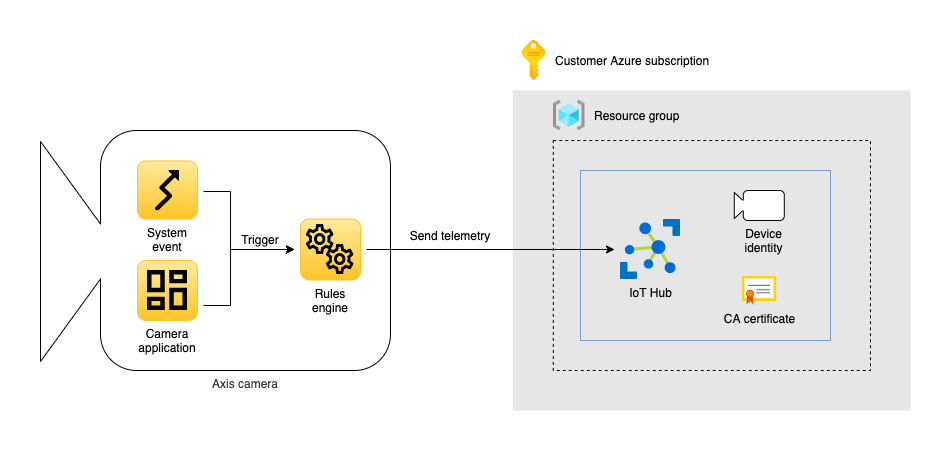 Customer Azure subscription
Resource group
System
event
Trigger
Send telemetry
Device
identity
Rules
engine
IoT Hub
CA certificate
Camera
application
Axis camera